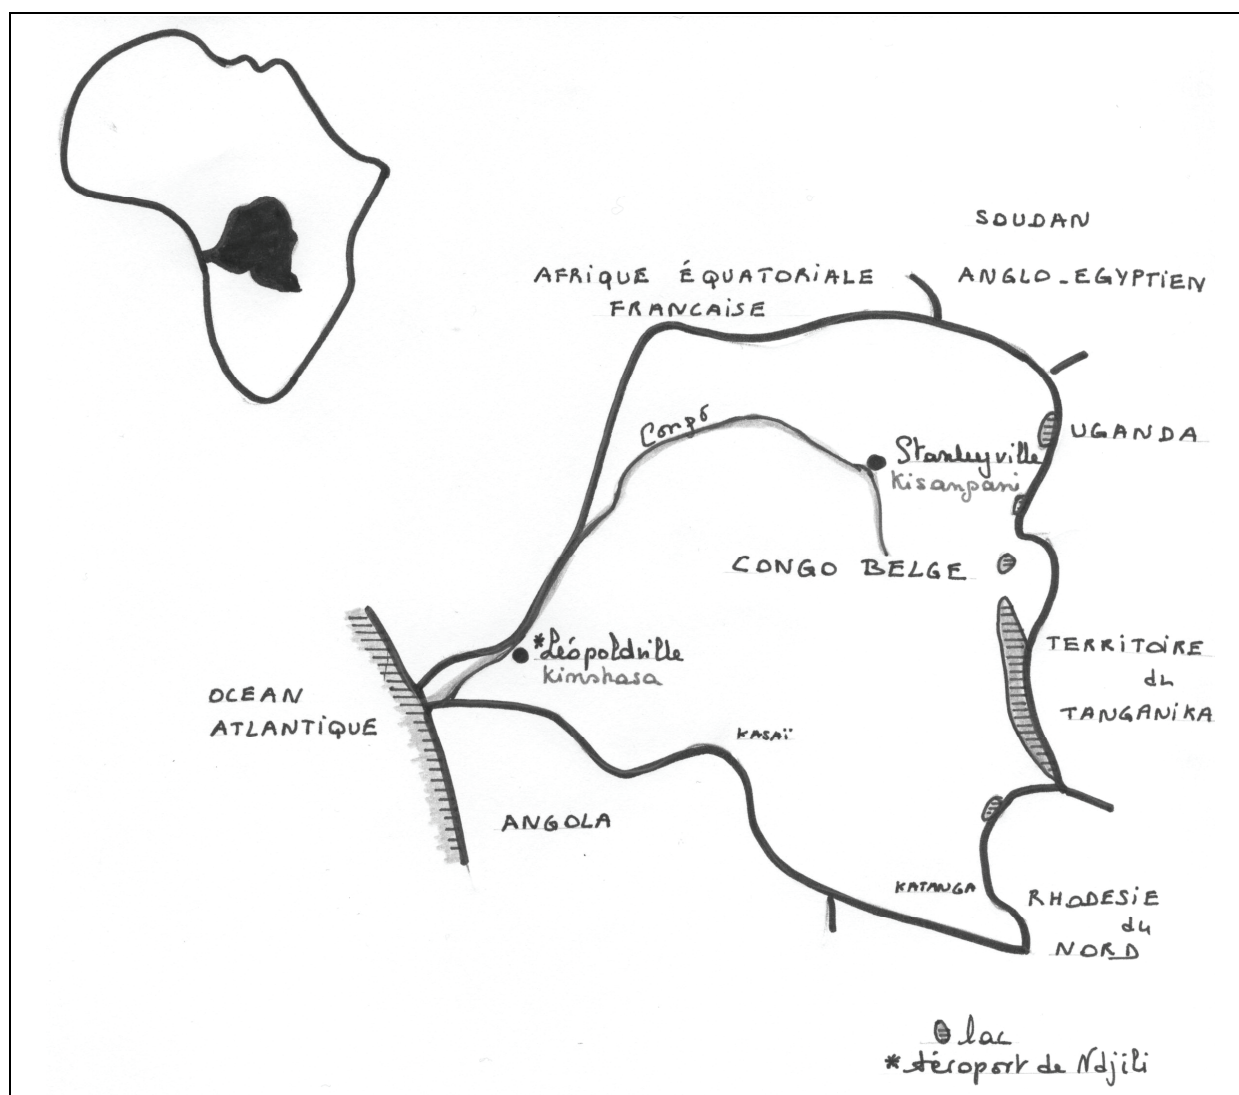 SOUDAN
ANGLO-EGYPTIEN
AFRIQUE ÉQUATORIALE
FRANCAISE
Congo
UGANDA
Stanleyville
Kisanpani
CONGO BELGE
*Léopoldville
kinshasa
TERRITOIRE
du
TANGANIKA
OCEAN
ATLANTIQUE
KASAÏ
ANGOLA
KATANGA
RHODESIE
du
NORD
lac
*Aéroport de Ndjili